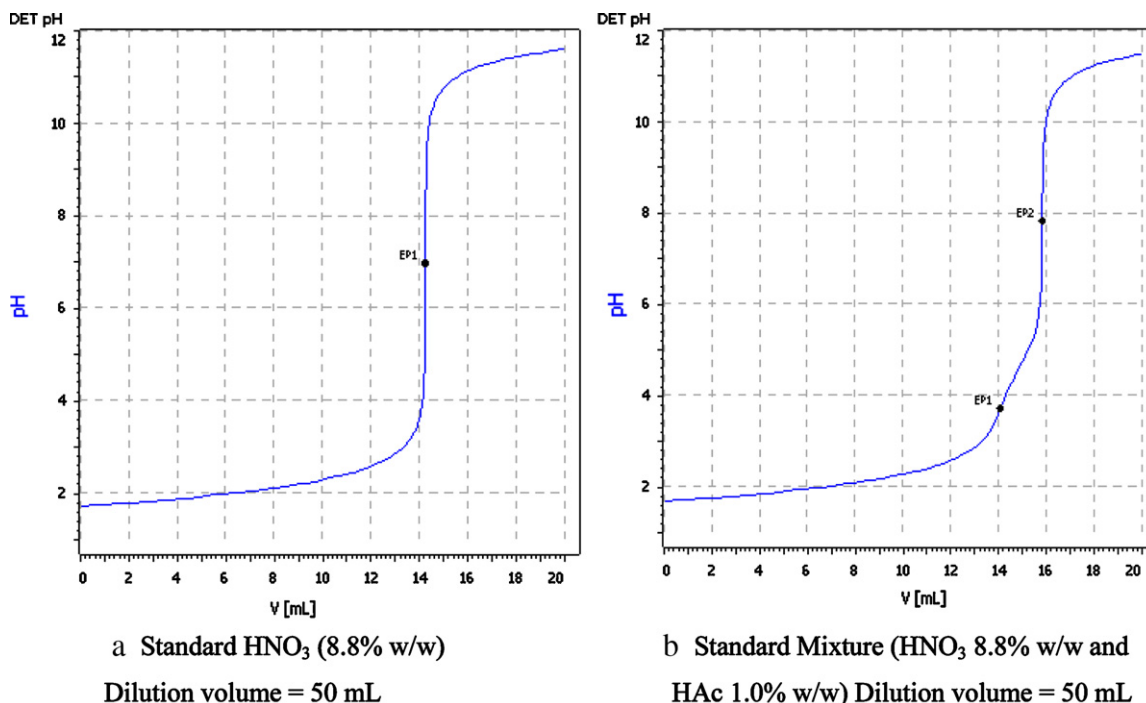 DET pH
12
10
8
6
4
2
pH
EP1
0 2 4 6 8 10 12 14 16 18 20
V [mL]
a Standard HNO₃ (8.8% w/w)
Dilution volume = 50 mL
DET pH
12
10
8
6
4
2
pH
EP2
EP1
0 2 4 6 8 10 12 14 16 18 20
V [mL]
b Standard Mixture (HNO₃ 8.8% w/w and
HAc 1.0% w/w) Dilution volume = 50 mL